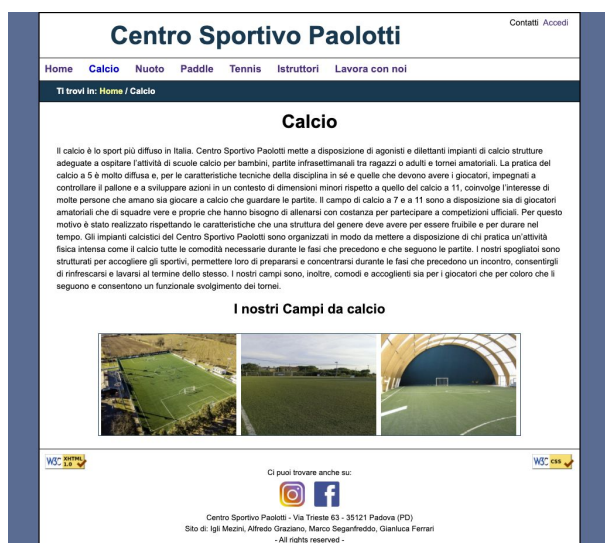 Centro Sportivo Paolotti
Contatti Accedi
Home Calcio Nuoto Paddle Tennis Istruttori Lavora con noi
Ti trovi in: Home / Calcio
Calcio
Il calcio è lo sport più diffuso in Italia. Centro Sportivo Paolotti mette a disposizione di agonisti e dilettanti impianti di calcio strutture
adeguate a ospitare l'attività di scuole calcio per bambini, partite infrasettimanali tra ragazzi o adulti e tornei amatoriali. La pratica del
calcio a 5 è molto diffusa e, per le caratteristiche tecniche della disciplina in sé e quelle che devono avere i giocatori, impegnati a
controllare il pallone e a sviluppare azioni in un contesto di dimensioni minori rispetto a quello del calcio a 11, coinvolge l'interesse di
molte persone che amano sia giocare a calcio che guardare le partite. Il campo di calcio a 7 e a 11 sono a disposizione sia di giocatori
amatoriali che di squadre vere e proprie che hanno bisogno di allenarsi con costanza per partecipare a competizioni ufficiali. Per questo
motivo è stato realizzato rispettando le caratteristiche che una struttura del genere deve avere per essere fruibile e per durare nel
tempo. Gli impianti calcistici del Centro Sportivo Paolotti sono organizzati in modo da mettere a disposizione di chi pratica un'attività
fisica intensa come il calcio tutte le comodità necessarie durante le fasi che precedono e che seguono le partite. I nostri spogliatoi sono
strutturati per accogliere gli sportivi, permettere loro di prepararsi e concentrarsi durante le fasi che precedono un incontro, consentirgli
di rinfrescarsi e lavarsi al termine dello stesso. I nostri campi sono, inoltre, comodi e accoglienti sia per i giocatori che per coloro che li
seguono e consentono un funzionale svolgimento dei tornei.
I nostri Campi da calcio
W3C XHTML 1.0
W3C css
Ci puoi trovare anche su:
Centro Sportivo Paolotti - Via Trieste 63 - 35121 Padova (PD)
Sito di: Igli Mezini, Alfredo Graziano, Marco Seganfreddo, Gianluca Ferrari
- All rights reserved -